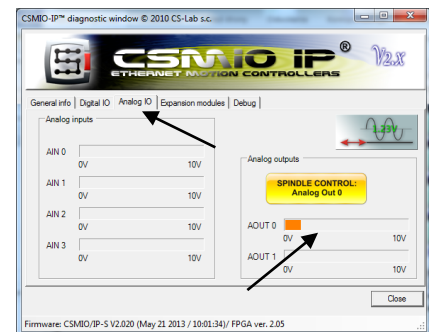 CSMIO-IP™ diagnostic window © 2010 CS-Lab s.c.
CSMIO IP® V2.x
ETHERNET MOTION CONTROLLERS
General info Digital IO Analog IO Expansion modules Debug
Analog inputs
1.23V
Analog outputs
AIN 0
0V 10V
SPINDLE CONTROL:
Analog Out 0
AIN 1
0V 10V
AIN 2
0V 10V
AOUT 0
0V 10V
AIN 3
0V 10V
AOUT 1
0V 10V
Close
Firmware: CSMIO/IP-S V2.020 (May 21 2013 / 10:01:34)/ FPGA ver. 2.05